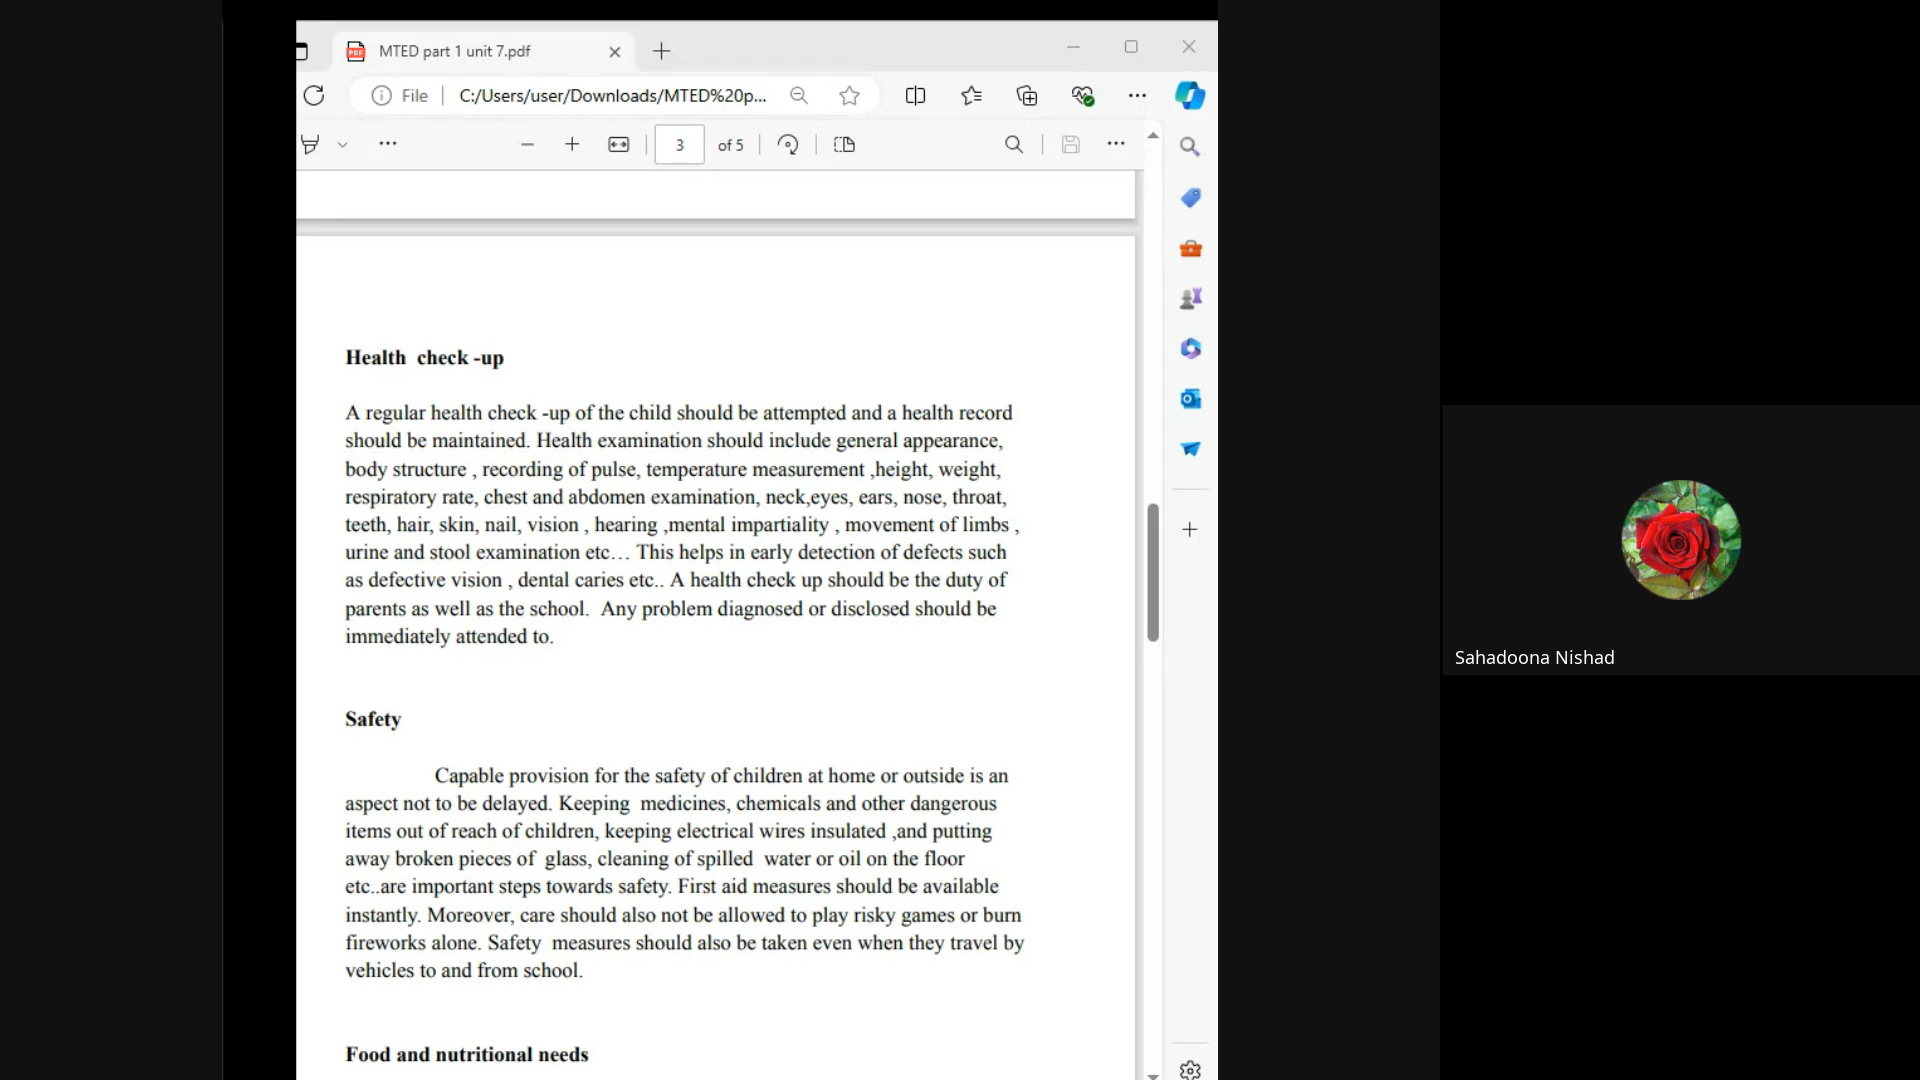 MTED part 1 unit 7.pdf
File
C:/Users/user/Downloads/MTED%20p...
3 of 5
Health check -up
A regular health check -up of the child should be attempted and a health record
should be maintained. Health examination should include general appearance,
body structure , recording of pulse, temperature measurement ,height, weight,
respiratory rate, chest and abdomen examination, neck,eyes, ears, nose, throat,
teeth, hair, skin, nail, vision , hearing ,mental impartiality , movement of limbs ,
urine and stool examination etc… This helps in early detection of defects such
as defective vision , dental caries etc.. A health check up should be the duty of
parents as well as the school. Any problem diagnosed or disclosed should be
immediately attended to.
Safety
Capable provision for the safety of children at home or outside is an
aspect not to be delayed. Keeping medicines, chemicals and other dangerous
items out of reach of children, keeping electrical wires insulated ,and putting
away broken pieces of glass, cleaning of spilled water or oil on the floor
etc..are important steps towards safety. First aid measures should be available
instantly. Moreover, care should also not be allowed to play risky games or burn
fireworks alone. Safety measures should also be taken even when they travel by
vehicles to and from school.
Food and nutritional needs
Sahadoona Nishad